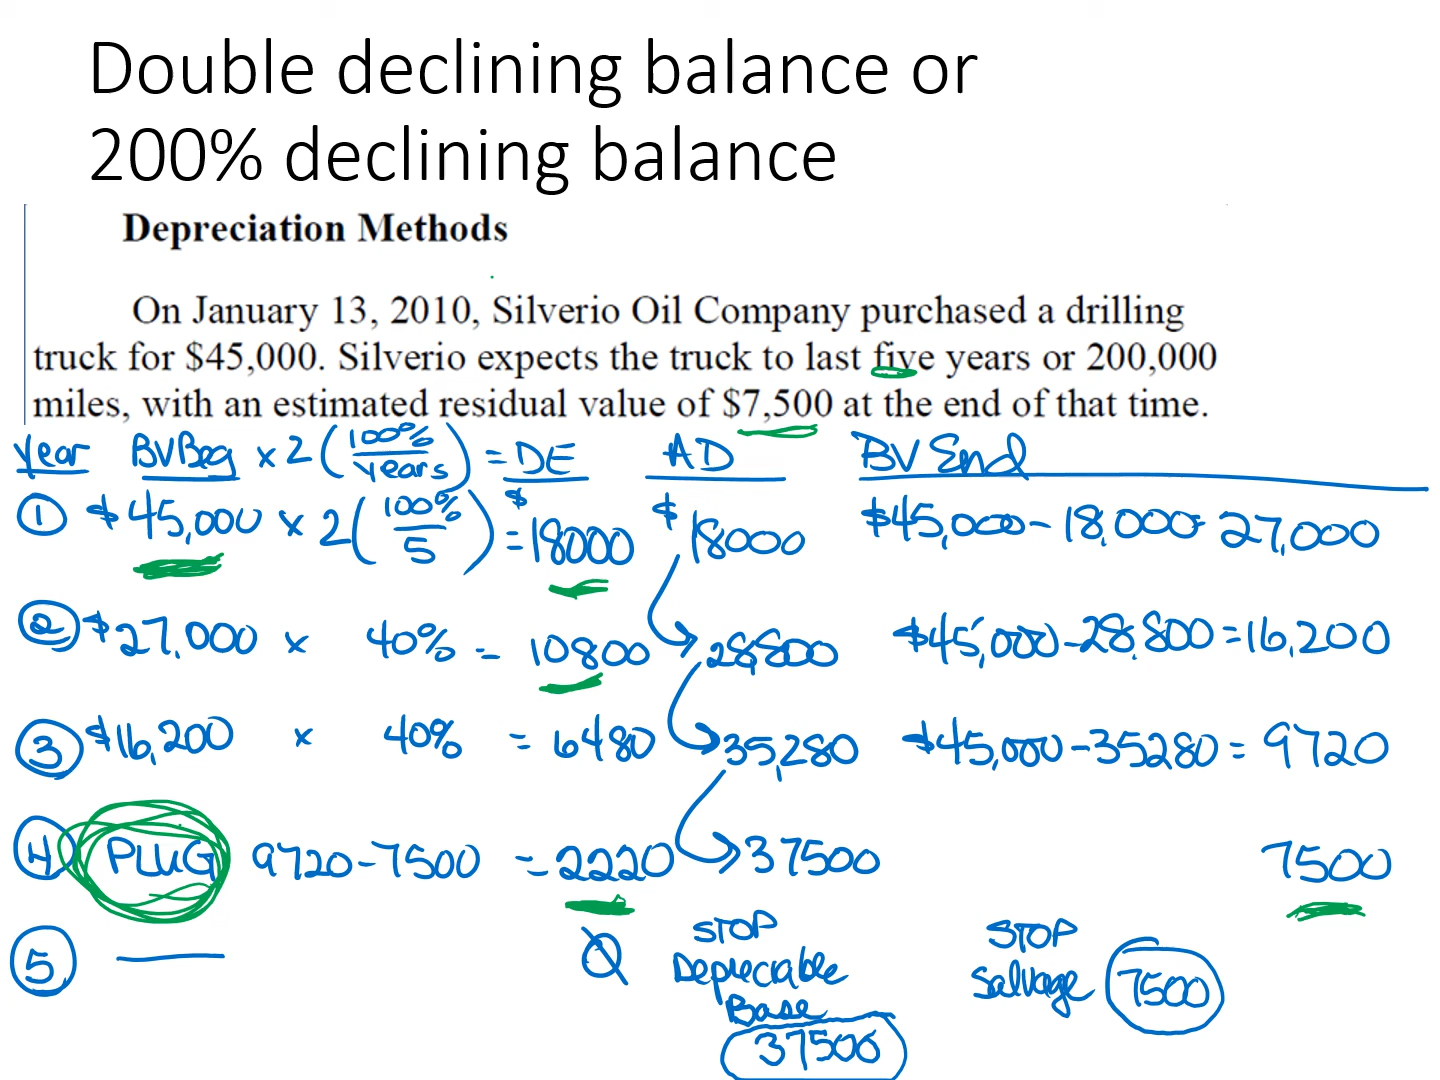 Double declining balance or
200% declining balance
Depreciation Methods
On January 13, 2010, Silverio Oil Company purchased a drilling
truck for $45,000. Silverio expects the truck to last five years or 200,000
miles, with an estimated residual value of $7,500 at the end of that time.
Year BVBeg x 2 (100%/years) = DE AD BV End
1 $45,000 x 2 (100%/5) = $18000 $18000 $45,000 - 18,000 = 27,000
2 $27,000 x 40% = 10800 28,800 $45,000 - 28,800 = 16,200
3 $16,200 x 40% = 6480 35,280 $45,000 - 35280 = 9720
4 PLUG 9720 - 7500 = 2220 37500 7500
5 — Ø STOP Depreciable Base 37500 STOP Salvage 7500